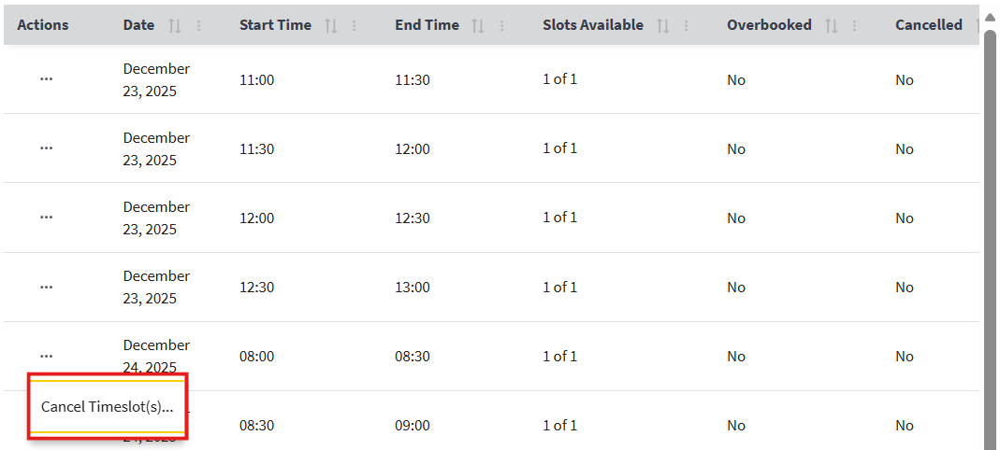 Actions Date Start Time End Time Slots Available Overbooked Cancelled
... December 23, 2025 11:00 11:30 1 of 1 No No
... December 23, 2025 11:30 12:00 1 of 1 No No
... December 23, 2025 12:00 12:30 1 of 1 No No
... December 23, 2025 12:30 13:00 1 of 1 No No
... December 24, 2025 08:00 08:30 1 of 1 No No
Cancel Timeslot(s)...
08:30 09:00 1 of 1 No No